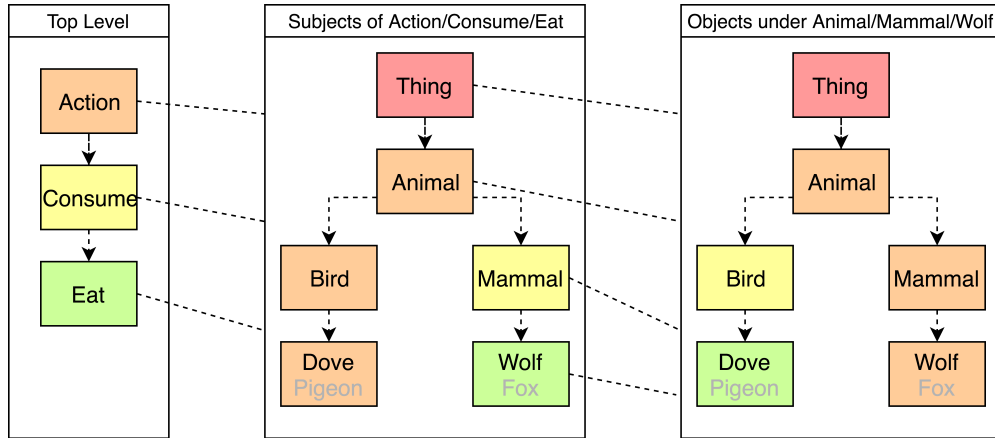 Top Level
Action
Consume
Eat
Subjects of Action/Consume/Eat
Thing
Animal
Bird
Mammal
Dove
Pigeon
Wolf
Fox
Objects under Animal/Mammal/Wolf
Thing
Animal
Bird
Mammal
Dove
Pigeon
Wolf
Fox